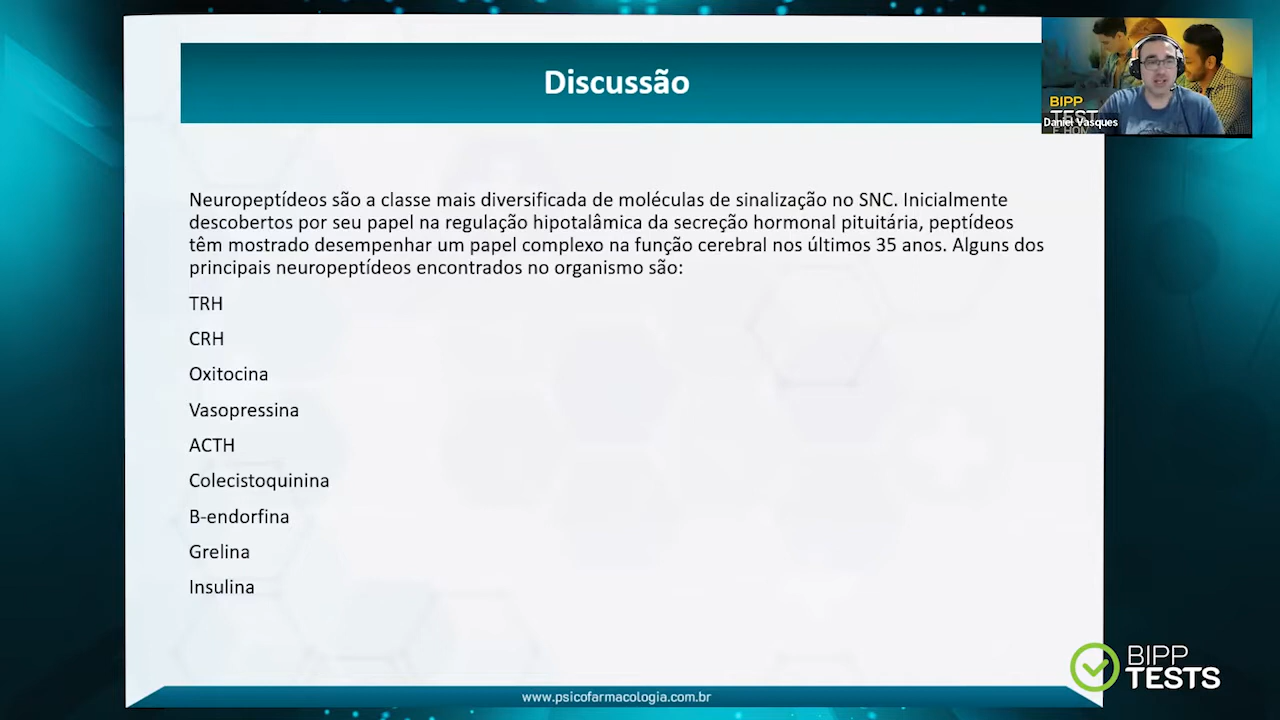 Discussão
BIPP
TEST
E HOM
Daniel Vasques
Neuropeptídeos são a classe mais diversificada de moléculas de sinalização no SNC. Inicialmente
descobertos por seu papel na regulação hipotalâmica da secreção hormonal pituitária, peptídeos
têm mostrado desempenhar um papel complexo na função cerebral nos últimos 35 anos. Alguns dos
principais neuropeptídeos encontrados no organismo são:
TRH
CRH
Oxitocina
Vasopressina
ACTH
Colecistoquinina
B-endorfina
Grelina
Insulina
BIPP
TESTS
www.psicofarmacologia.com.br